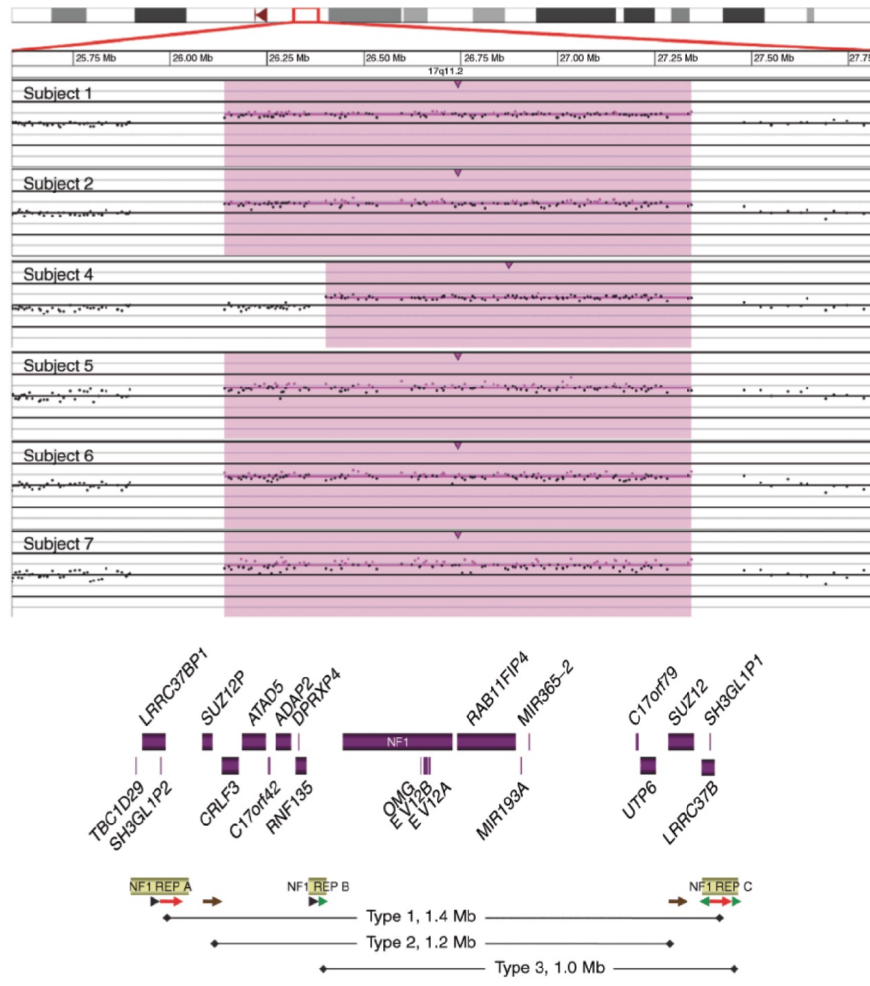 25.75 Mb 26.00 Mb 26.25 Mb 26.50 Mb 26.75 Mb 27.00 Mb 27.25 Mb 27.50 Mb 27.75
17q11.2
Subject 1
Subject 2
Subject 4
Subject 5
Subject 6
Subject 7
LRRC37BP1 SUZ12P ATAD5 ADAP2 DPRXP4 RAB11FIP4 MIR365-2 C17orf79 SUZ12 SH3GL1P1
NF1
TBC1D29 SH3GL1P2 CRLF3 C17orf42 RNF135 OMG EV12B EV12A MIR193A UTP6 LRRC37B
NF1 REP A NF1 REP B NF1 REP C
Type 1, 1.4 Mb
Type 2, 1.2 Mb
Type 3, 1.0 Mb